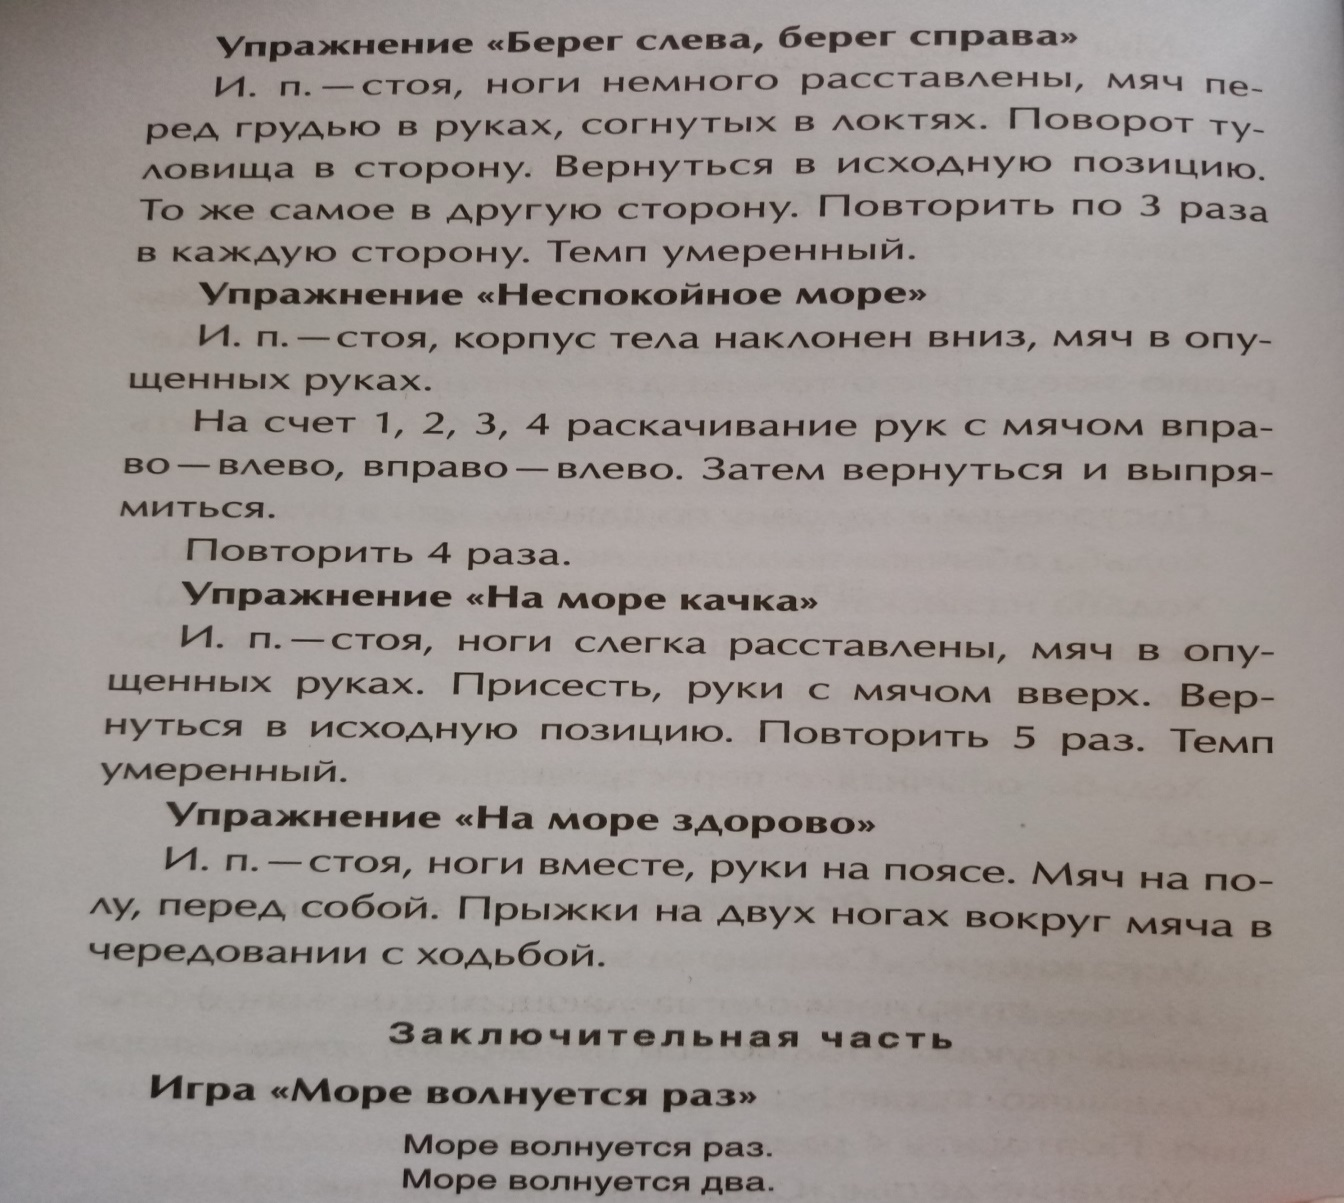 Упражнение «Берег слева, берег справа»
И. п. — стоя, ноги немного расставлены, мяч пе-
ред грудью в руках, согнутых в локтях. Поворот ту-
ловища в сторону. Вернуться в исходную позицию.
То же самое в другую сторону. Повторить по 3 раза
в каждую сторону. Темп умеренный.
Упражнение «Неспокойное море»
И. п. — стоя, корпус тела наклонен вниз, мяч в опу-
щенных руках.
На счет 1, 2, 3, 4 раскачивание рук с мячом впра-
во — влево, вправо — влево. Затем вернуться и выпря-
миться.
Повторить 4 раза.
Упражнение «На море качка»
И. п. — стоя, ноги слегка расставлены, мяч в опу-
щенных руках. Присесть, руки с мячом вверх. Вер-
нуться в исходную позицию. Повторить 5 раз. Темп
умеренный.
Упражнение «На море здорово»
И. п. — стоя, ноги вместе, руки на поясе. Мяч на по-
лу, перед собой. Прыжки на двух ногах вокруг мяча в
чередовании с ходьбой.
Заключительная часть
Игра «Море волнуется раз»
Море волнуется раз.
Море волнуется два.